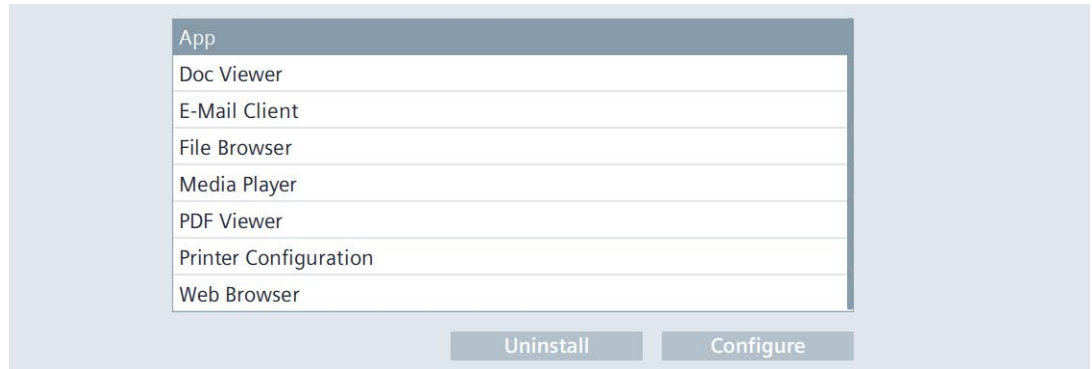 App
Doc Viewer
E-Mail Client
File Browser
Media Player
PDF Viewer
Printer Configuration
Web Browser
Uninstall Configure